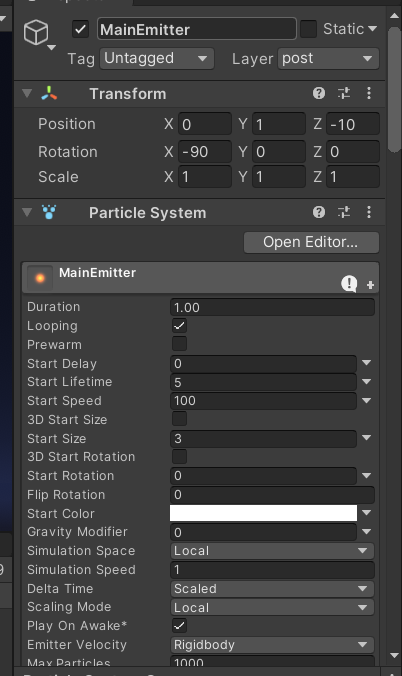 MainEmitter Static
Tag Untagged Layer post
Transform
Position X 0 Y 1 Z -10
Rotation X -90 Y 0 Z 0
Scale X 1 Y 1 Z 1
Particle System
Open Editor...
MainEmitter
Duration 1.00
Looping
Prewarm
Start Delay 0
Start Lifetime 5
Start Speed 100
3D Start Size
Start Size 3
3D Start Rotation
Start Rotation 0
Flip Rotation 0
Start Color
Gravity Modifier 0
Simulation Space Local
Simulation Speed 1
Delta Time Scaled
Scaling Mode Local
Play On Awake*
Emitter Velocity Rigidbody
Max Particles 1000